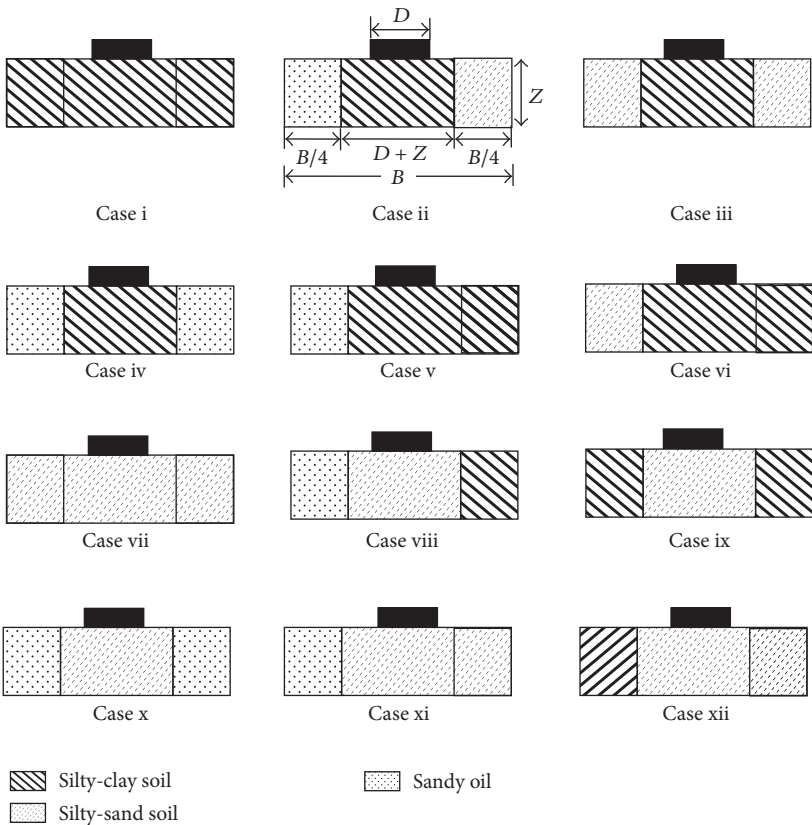 D
Z
B/4
D + Z
B/4
B
Case i
Case ii
Case iii
Case iv
Case v
Case vi
Case vii
Case viii
Case ix
Case x
Case xi
Case xii
Silty-clay soil
Sandy oil
Silty-sand soil